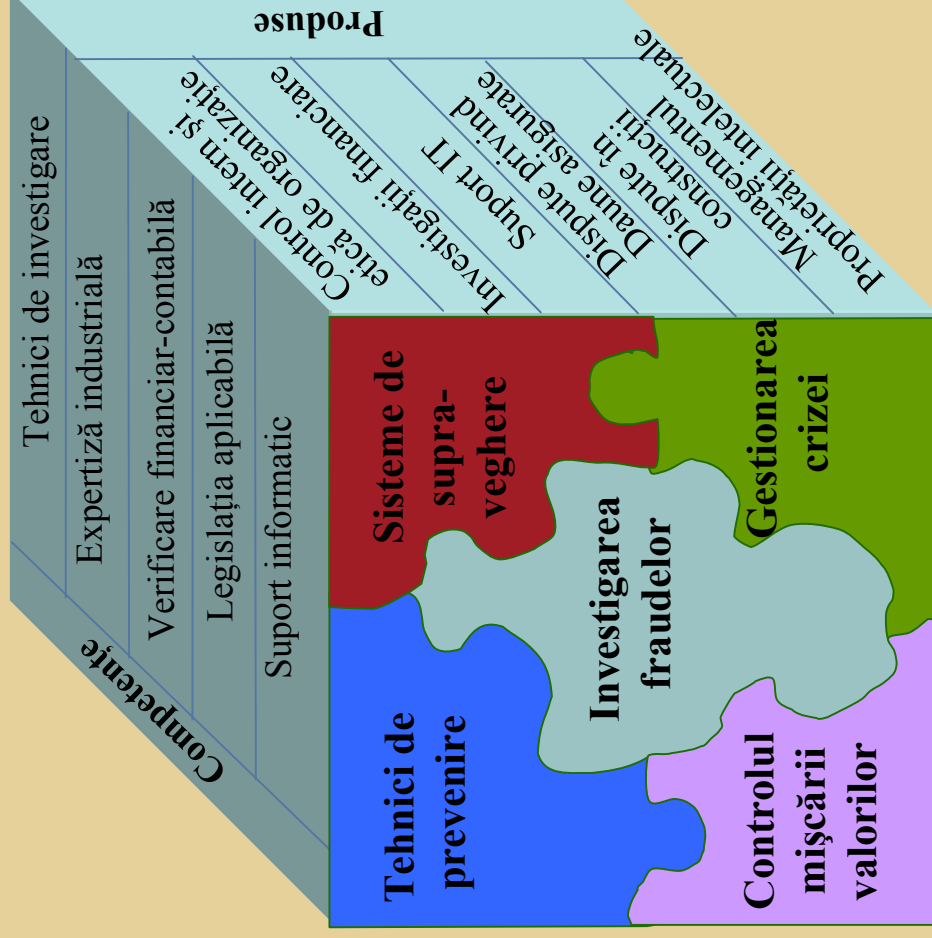 Competențe
Tehnici de investigare
Expertiză industrială
Verificare financiar-contabilă
Legislația aplicabilă
Suport informatic
Produse
Control intern și
etică de organizație
Investigații financiare
Suport IT
Dispute privind
Daune asigurate
Dispute în
construcții
Managementul
Proprietății intelectuale
Tehnici de
prevenire
Sisteme de
supra-
veghere
Investigarea
fraudelor
Controlul
mișcării
valorilor
Gestionarea
crizei